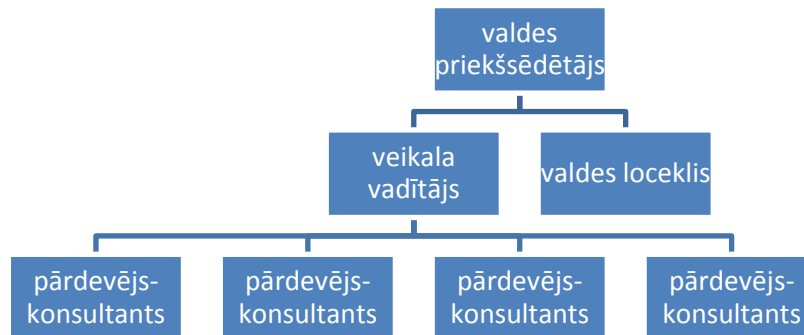 valdes
priekšsēdētājs
veikala
vadītājs
valdes loceklis
pārdevējs-
konsultants
pārdevējs-
konsultants
pārdevējs-
konsultants
pārdevējs-
konsultants